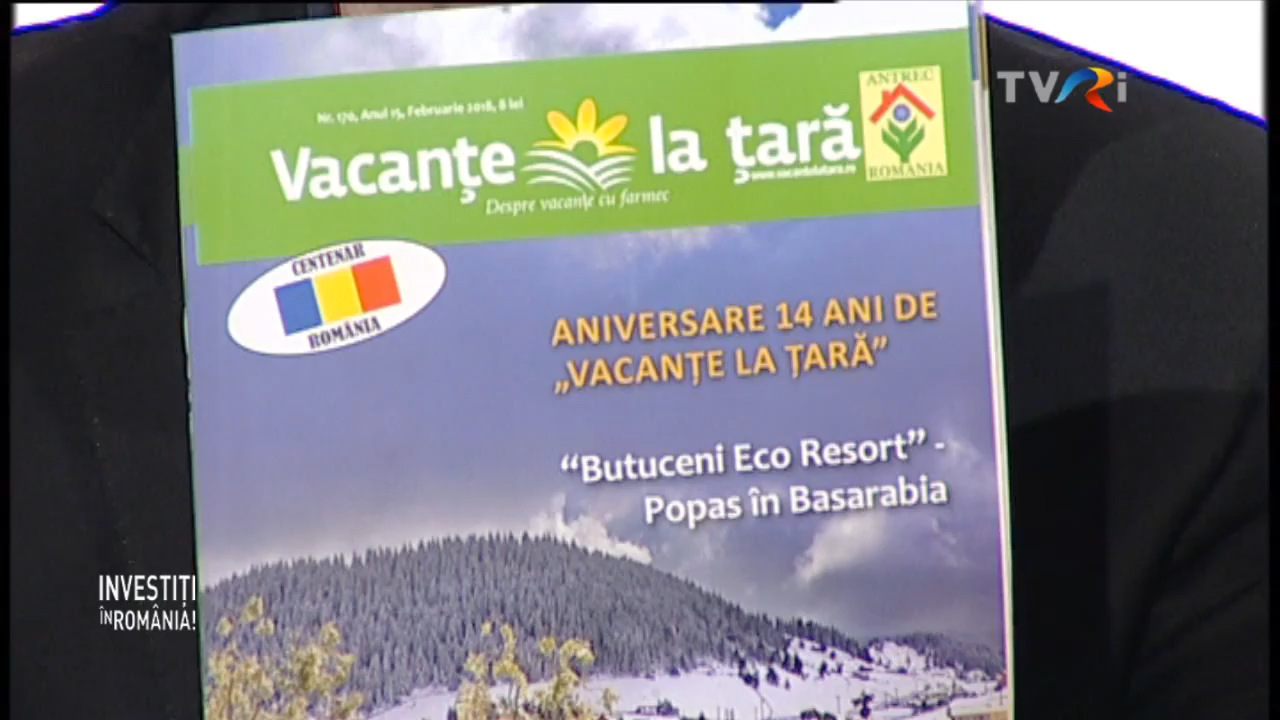 TVRi
Nr. 170, Anul 15, Februarie 2018, 8 lei
Vacanțe la țară
www.vacantelatara.ro
Despre vacanțe cu farmec
ANTREC
ROMÂNIA
CENTENAR
ROMÂNIA
ANIVERSARE 14 ANI DE
„VACANȚE LA ȚARĂ”
“Butuceni Eco Resort” -
Popas în Basarabia
INVESTIȚI
ÎN ROMÂNIA!